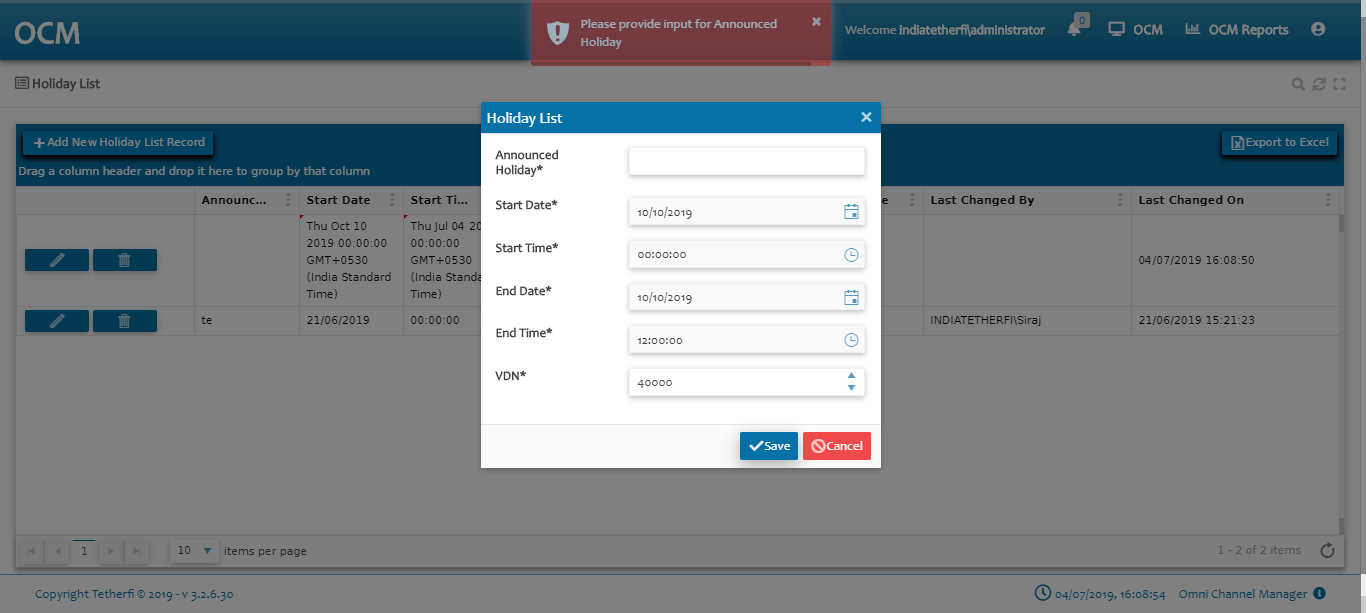 OCM
Please provide input for Announced
Holiday
Welcome indiatetherfi\administrator
0
OCM
OCM Reports
Holiday List
Add New Holiday List Record
Export to Excel
Drag a column header and drop it here to group by that column
Announc...
Start Date
Start Ti...
e
Last Changed By
Last Changed On
Thu Oct 10
2019 00:00:00
GMT+0530
(India Standard
Time)
Thu Jul 04 20
00:00:00
GMT+0530
(India Standa
Time)
04/07/2019 16:08:50
te
21/06/2019
00:00:00
INDIATETHERFI\Siraj
21/06/2019 15:21:23
Holiday List
Announced
Holiday*
Start Date*
10/10/2019
Start Time*
00:00:00
End Date*
10/10/2019
End Time*
12:00:00
VDN*
40000
Save
Cancel
1
10
items per page
1 - 2 of 2 items
Copyright Tetherfi © 2019 - v 3.2.6.30
04/07/2019, 16:08:54
Omni Channel Manager